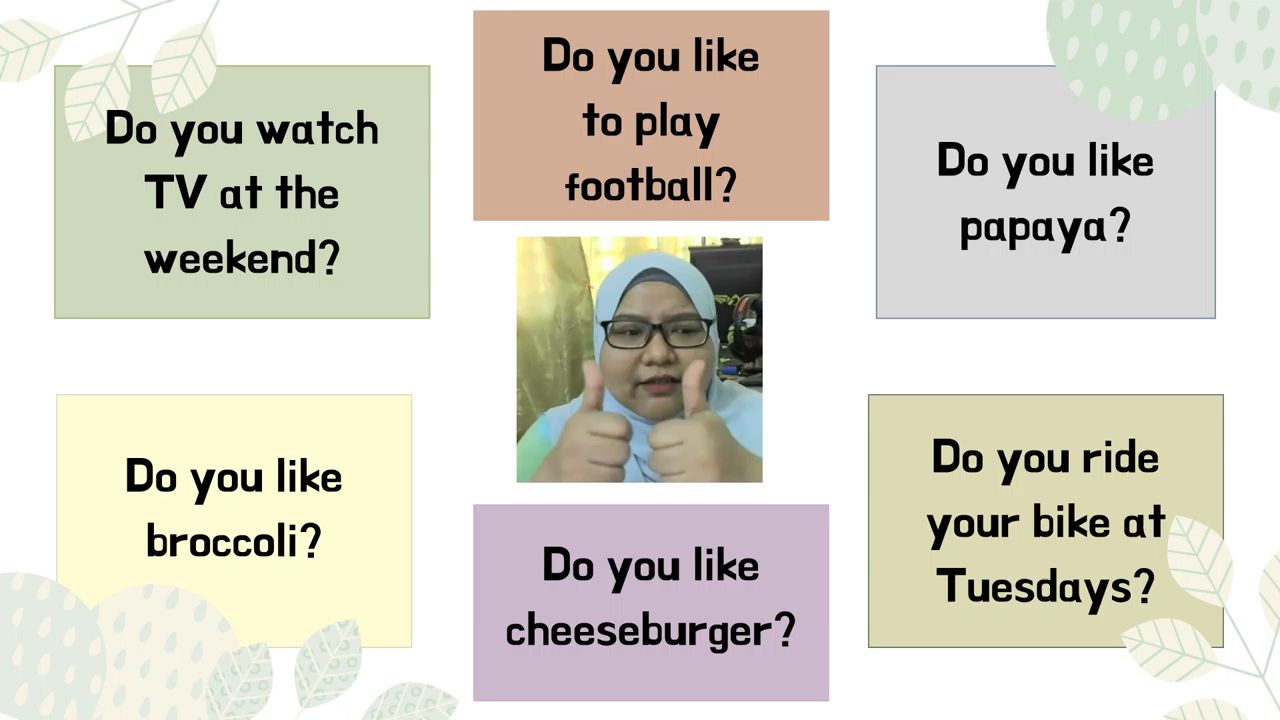 Do you watch
TV at the
weekend?
Do you like
to play
football?
Do you like
papaya?
Do you like
broccoli?
Do you like
cheeseburger?
Do you ride
your bike at
Tuesdays?